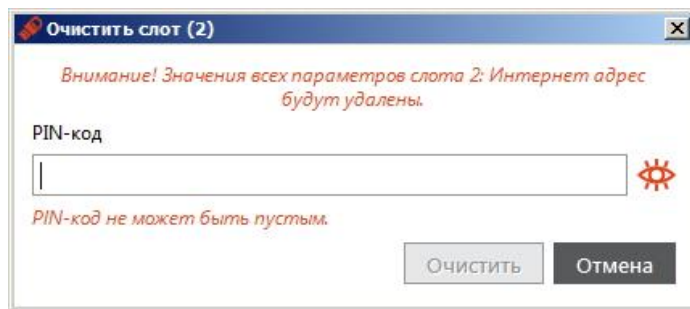 Очистить слот (2)
Внимание! Значения всех параметров слота 2: Интернет адрес
будут удалены.
PIN-код
PIN-код не может быть пустым.
Очистить Отмена